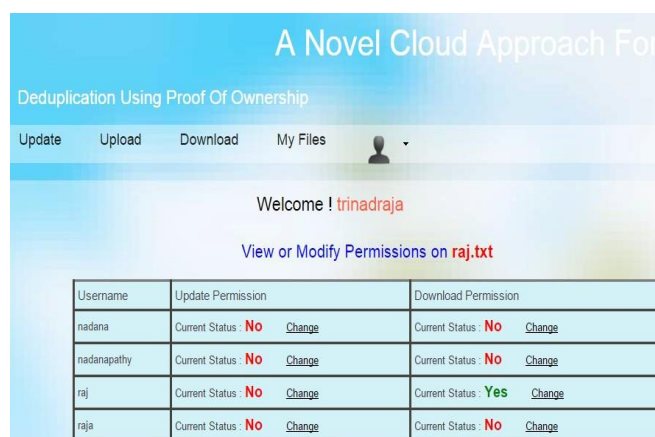 A Novel Cloud Approach For
Deduplication Using Proof Of Ownership
Update Upload Download My Files
Welcome ! trinadraja
View or Modify Permissions on raj.txt
Username Update Permission Download Permission
nadana Current Status : No Change Current Status : No Change
nadanapathy Current Status : No Change Current Status : No Change
raj Current Status : No Change Current Status : Yes Change
raja Current Status : No Change Current Status : No Change